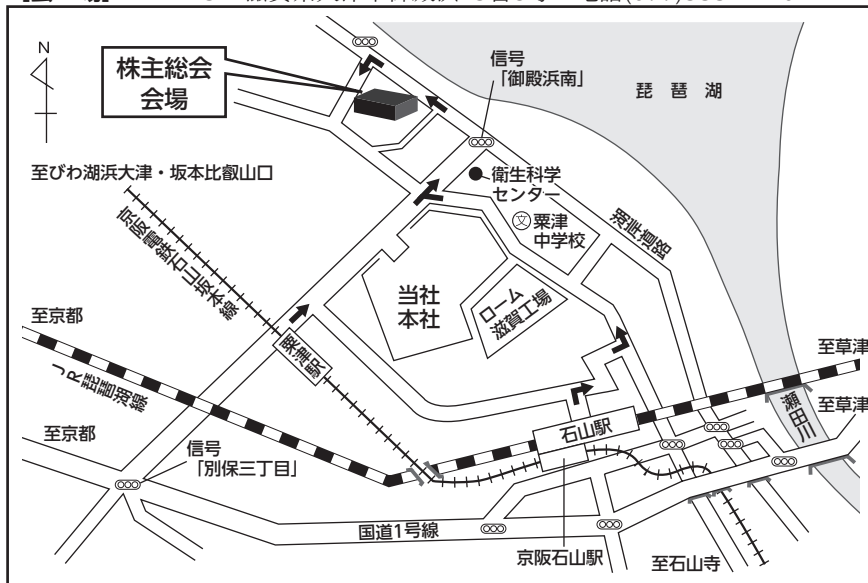 N
株主総会
会場
信号
「御殿浜南」
琵琶湖
至びわ湖浜大津・坂本比叡山口
衛生科学
センター
文
粟津
中学校
湖岸道路
京阪電鉄石山坂本線
当社
本社
ローム
滋賀工場
至京都
粟津駅
JR琵琶湖線
至草津
瀬田川
至草津
石山駅
至京都
信号
「別保三丁目」
国道1号線
京阪石山駅
至石山寺